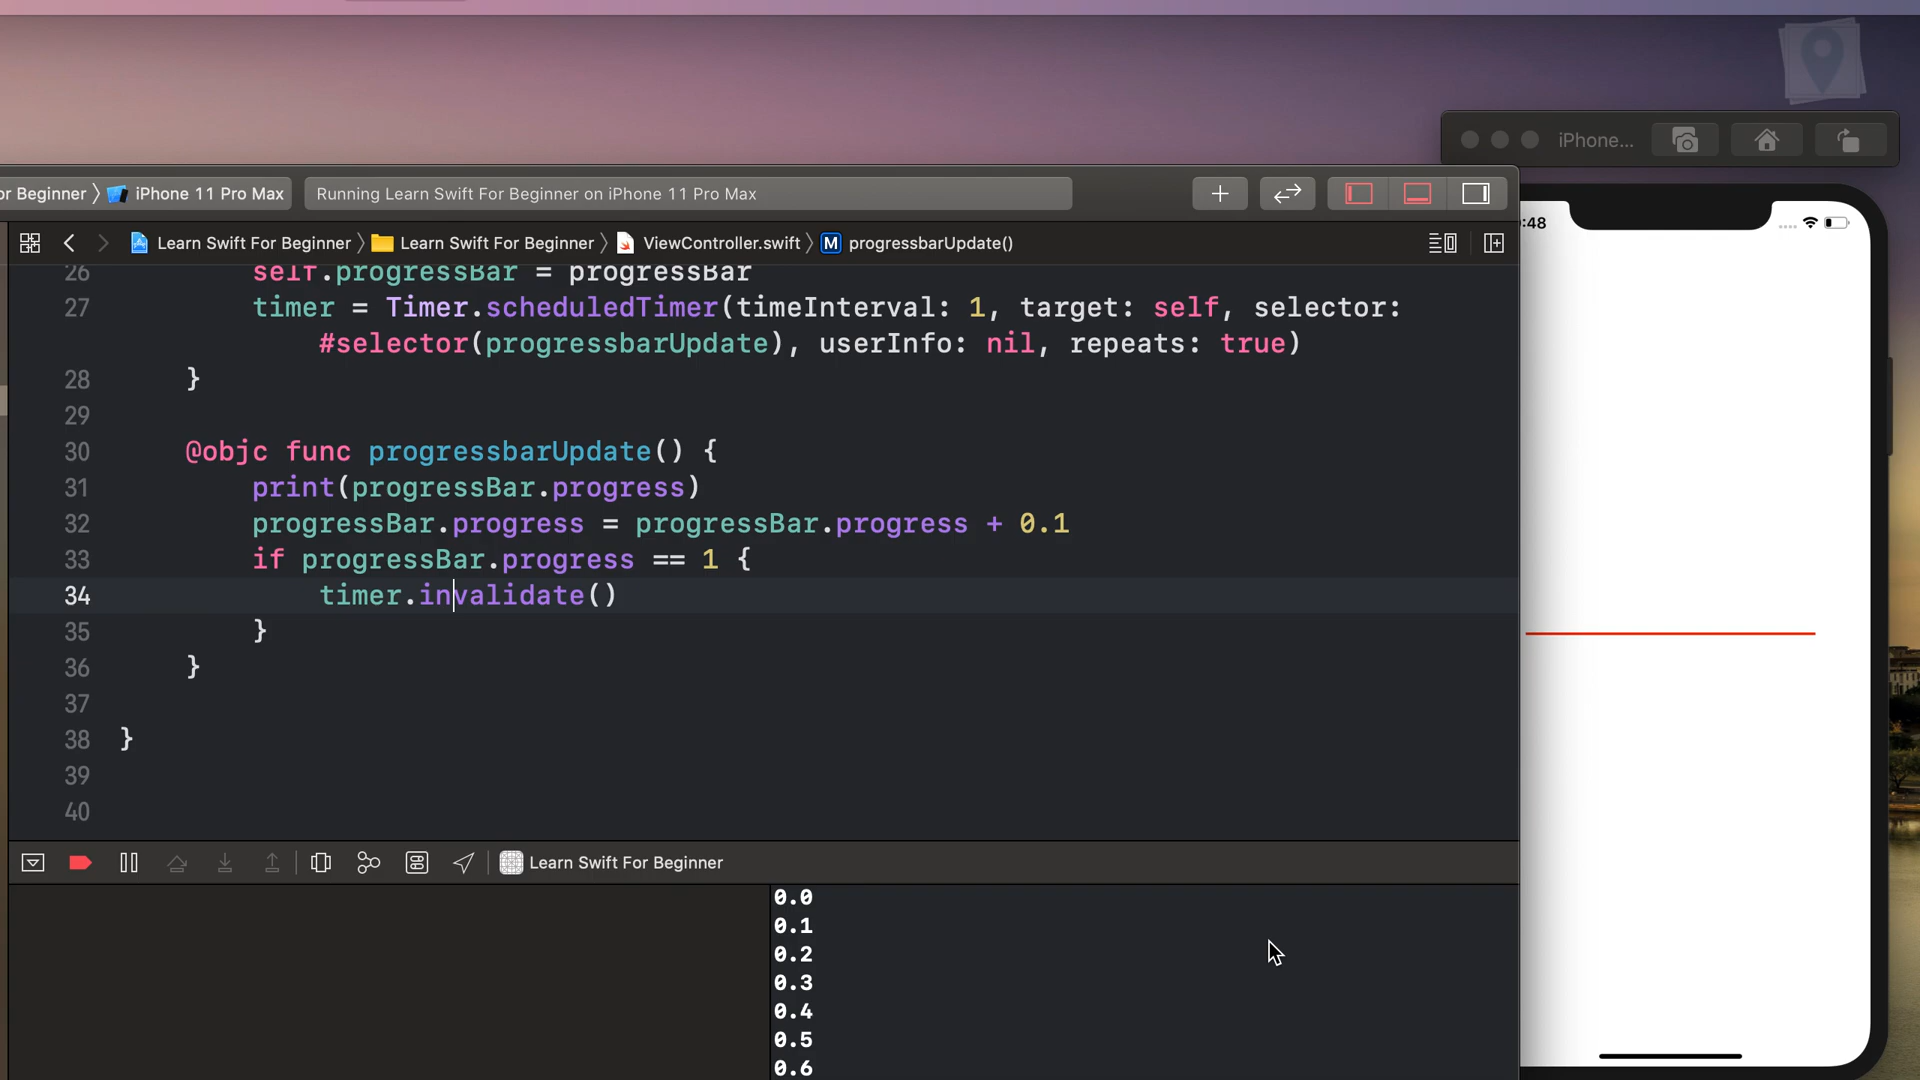 iPhone...
or Beginner 〉 iPhone 11 Pro Max
Running Learn Swift For Beginner on iPhone 11 Pro Max
:48
Learn Swift For Beginner 〉 Learn Swift For Beginner 〉 ViewController.swift 〉 M progressbarUpdate()
26 self.progressBar = progressBar
27 timer = Timer.scheduledTimer(timeInterval: 1, target: self, selector:
#selector(progressbarUpdate), userInfo: nil, repeats: true)
28 }
29
30 @objc func progressbarUpdate() {
31 print(progressBar.progress)
32 progressBar.progress = progressBar.progress + 0.1
33 if progressBar.progress == 1 {
34 timer.invalidate()
35 }
36 }
37
38 }
39
40
Learn Swift For Beginner
0.0
0.1
0.2
0.3
0.4
0.5
0.6